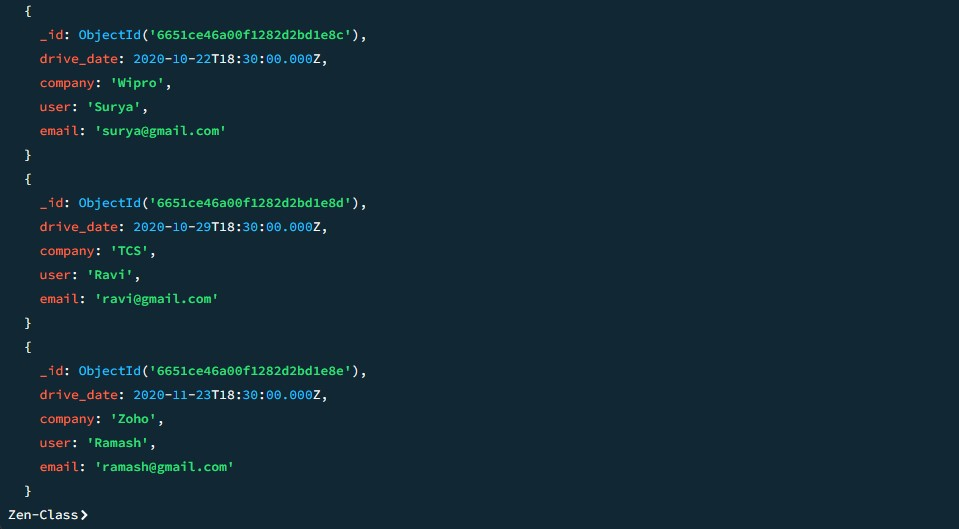 {
_id: ObjectId('6651ce46a00f1282d2bd1e8c'),
drive_date: 2020-10-22T18:30:00.000Z,
company: 'Wipro',
user: 'Surya',
email: 'surya@gmail.com'
}
{
_id: ObjectId('6651ce46a00f1282d2bd1e8d'),
drive_date: 2020-10-29T18:30:00.000Z,
company: 'TCS',
user: 'Ravi',
email: 'ravi@gmail.com'
}
{
_id: ObjectId('6651ce46a00f1282d2bd1e8e'),
drive_date: 2020-11-23T18:30:00.000Z,
company: 'Zoho',
user: 'Ramash',
email: 'ramash@gmail.com'
}
Zen-Class>